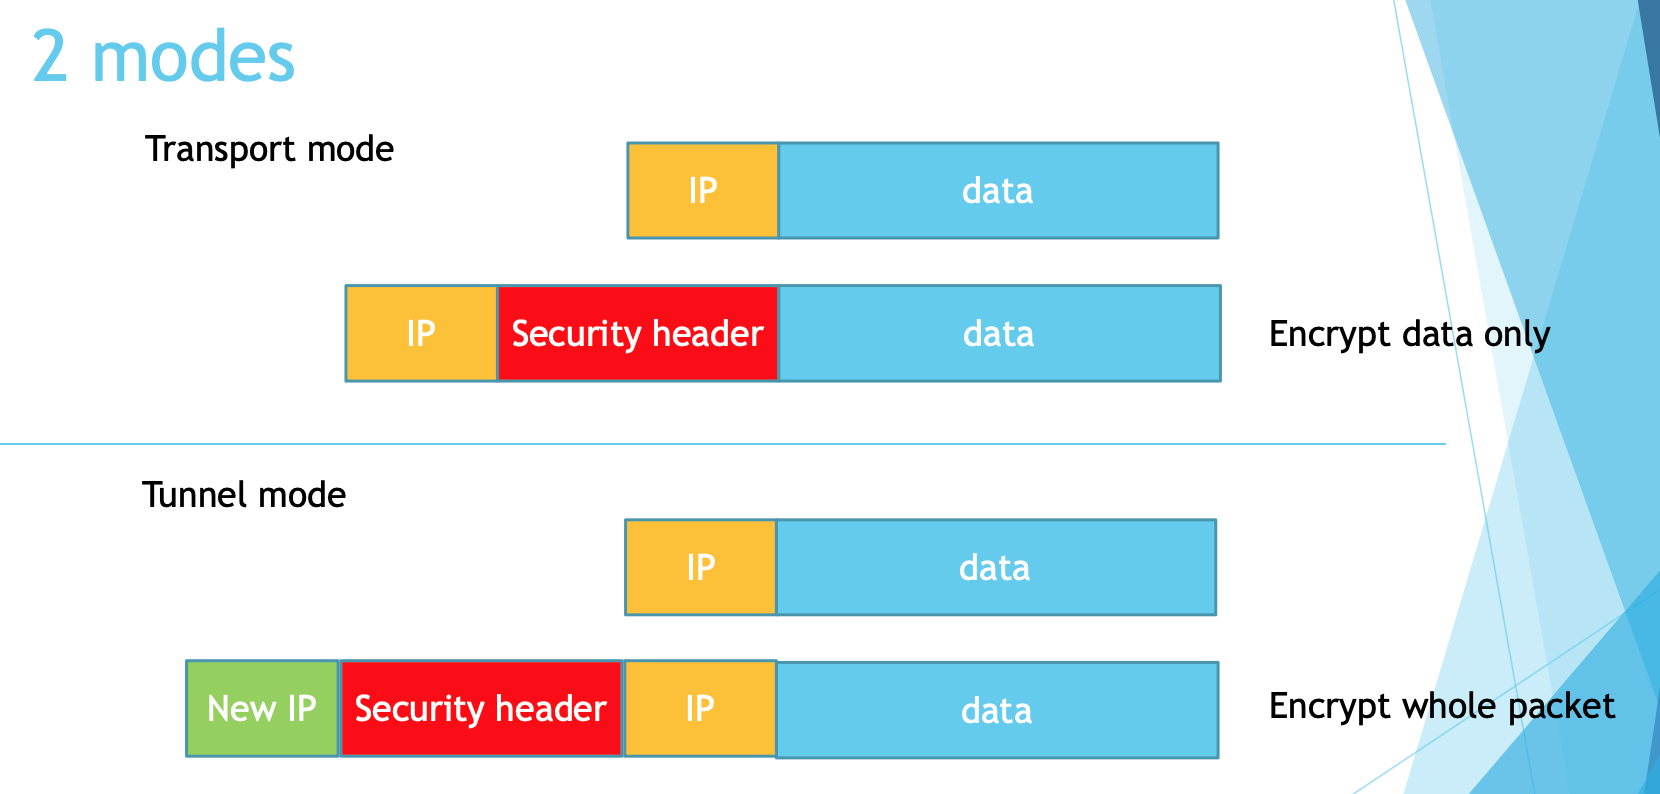 2 modes
Transport mode
IP data
IP Security header data Encrypt data only
Tunnel mode
IP data
New IP Security header IP data Encrypt whole packet